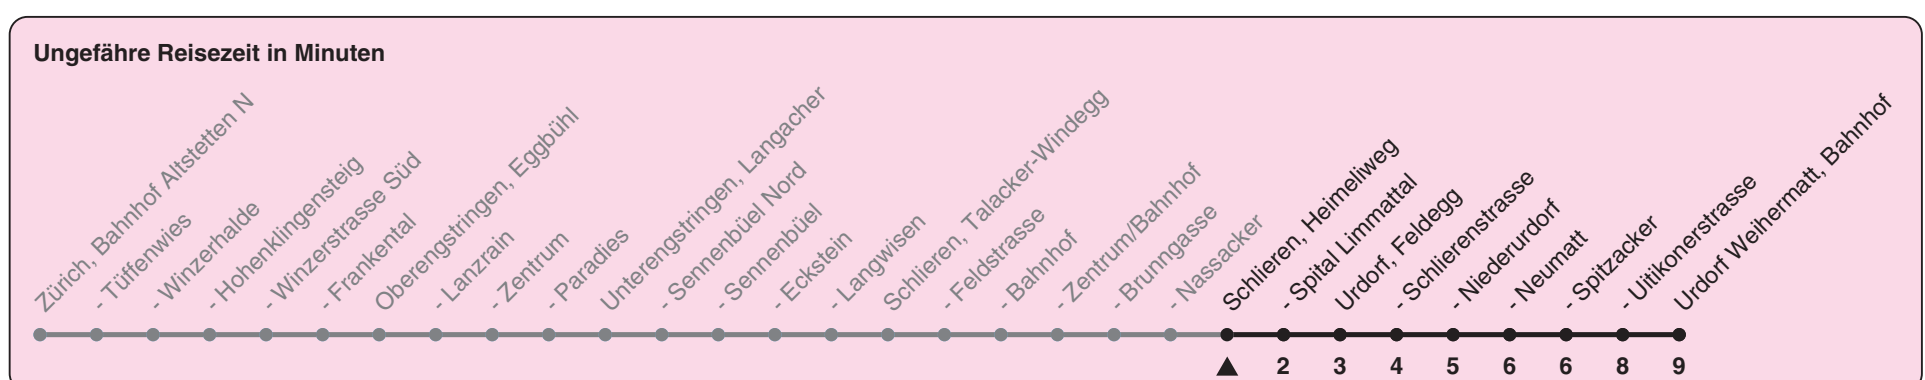 Ungefähre Reisezeit in Minuten
Zürich, Bahnhof Altstetten N
- Tüffenwies
- Winzerhalde
- Hohenklingensteig
- Winzerstrasse Süd
- Frankental
Oberengstringen, Eggbühl
- Lanzrain
- Zentrum
- Paradies
Unterengstringen, Langacher
- Sennenbüel Nord
- Sennenbüel
- Eckstein
- Langwisen
Schlieren, Talacker-Windegg
- Feldstrasse
- Bahnhof
- Zentrum/Bahnhof
- Brunngasse
- Nassacker
Schlieren, Heimeliweg
- Spital Limmattal
Urdorf, Feldegg
- Schlierenstrasse
- Niederurdorf
- Neumatt
- Spitzacker
- Uitikonerstrasse
Urdorf Weihermatt, Bahnhof
▲ 2 3 4 5 6 6 8 9